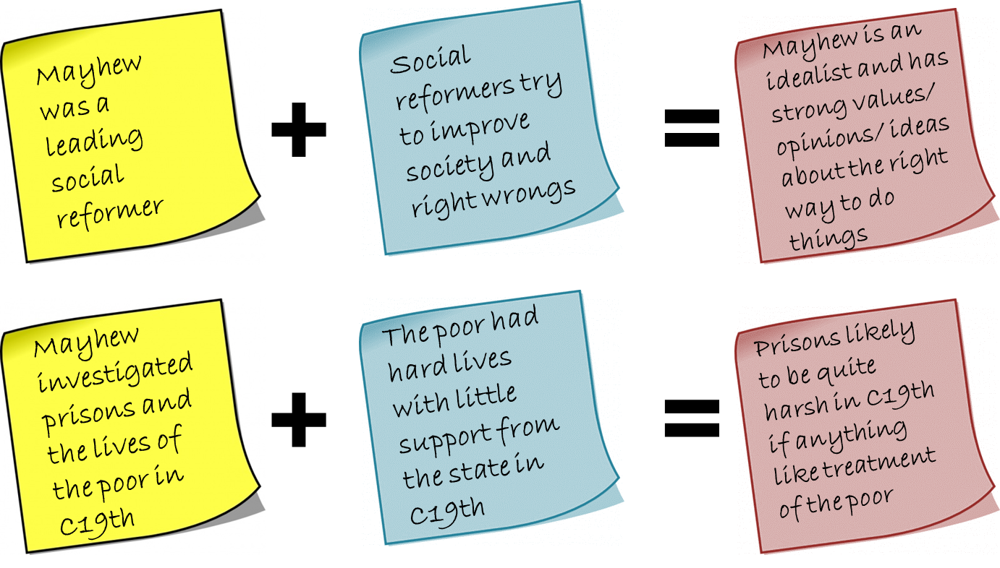 Mayhew
was a
leading
social
reformer
+
Social
reformers try
to improve
society and
right wrongs
=
Mayhew is an
idealist and has
strong values/
opinions/ ideas
about the right
way to do
things
Mayhew
investigated
prisons and
the lives of
the poor in
C19th
+
The poor had
hard lives
with little
support from
the state in
C19th
=
Prisons likely
to be quite
harsh in C19th
if anything
like treatment
of the poor